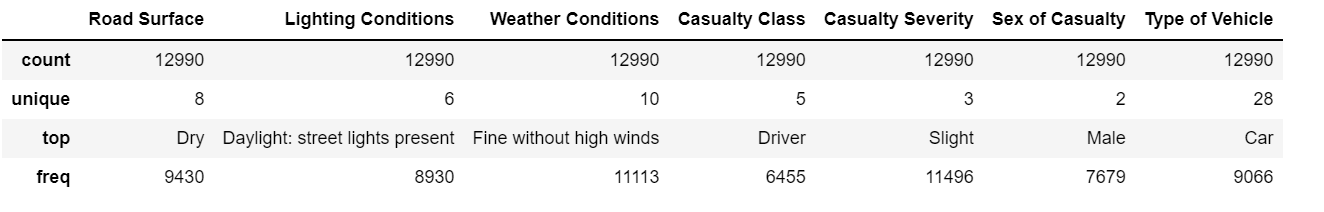 Road Surface Lighting Conditions Weather Conditions Casualty Class Casualty Severity Sex of Casualty Type of Vehicle
count 12990 12990 12990 12990 12990 12990 12990
unique 8 6 10 5 3 2 28
top Dry Daylight: street lights present Fine without high winds Driver Slight Male Car
freq 9430 8930 11113 6455 11496 7679 9066